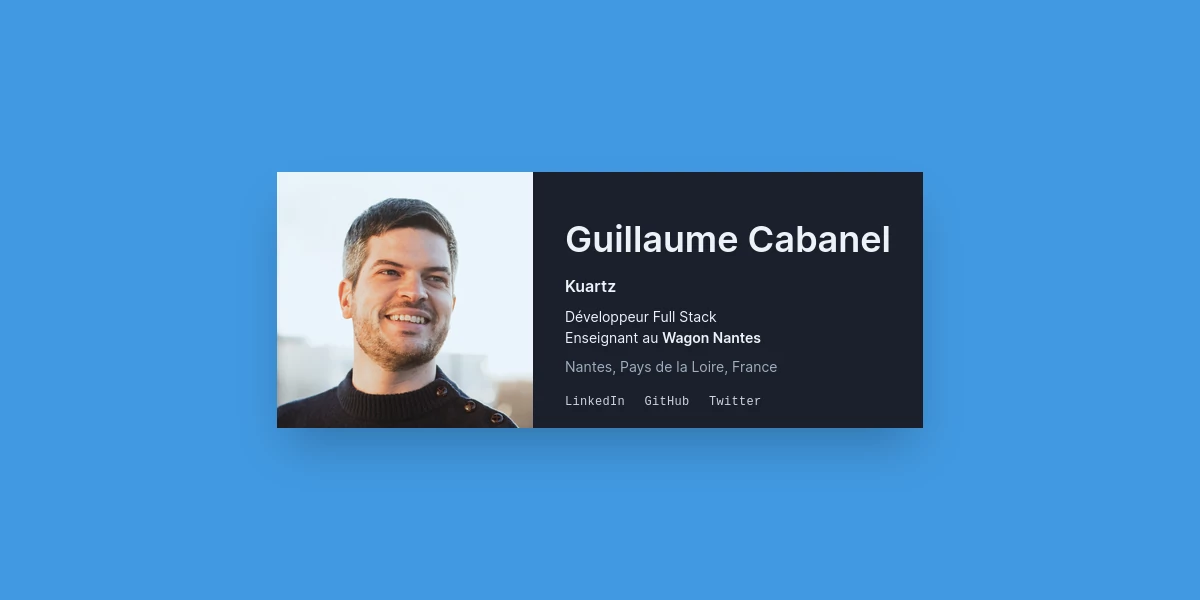 Guillaume Cabanel
Kuartz
Développeur Full Stack
Enseignant au Wagon Nantes
Nantes, Pays de la Loire, France
LinkedIn GitHub Twitter